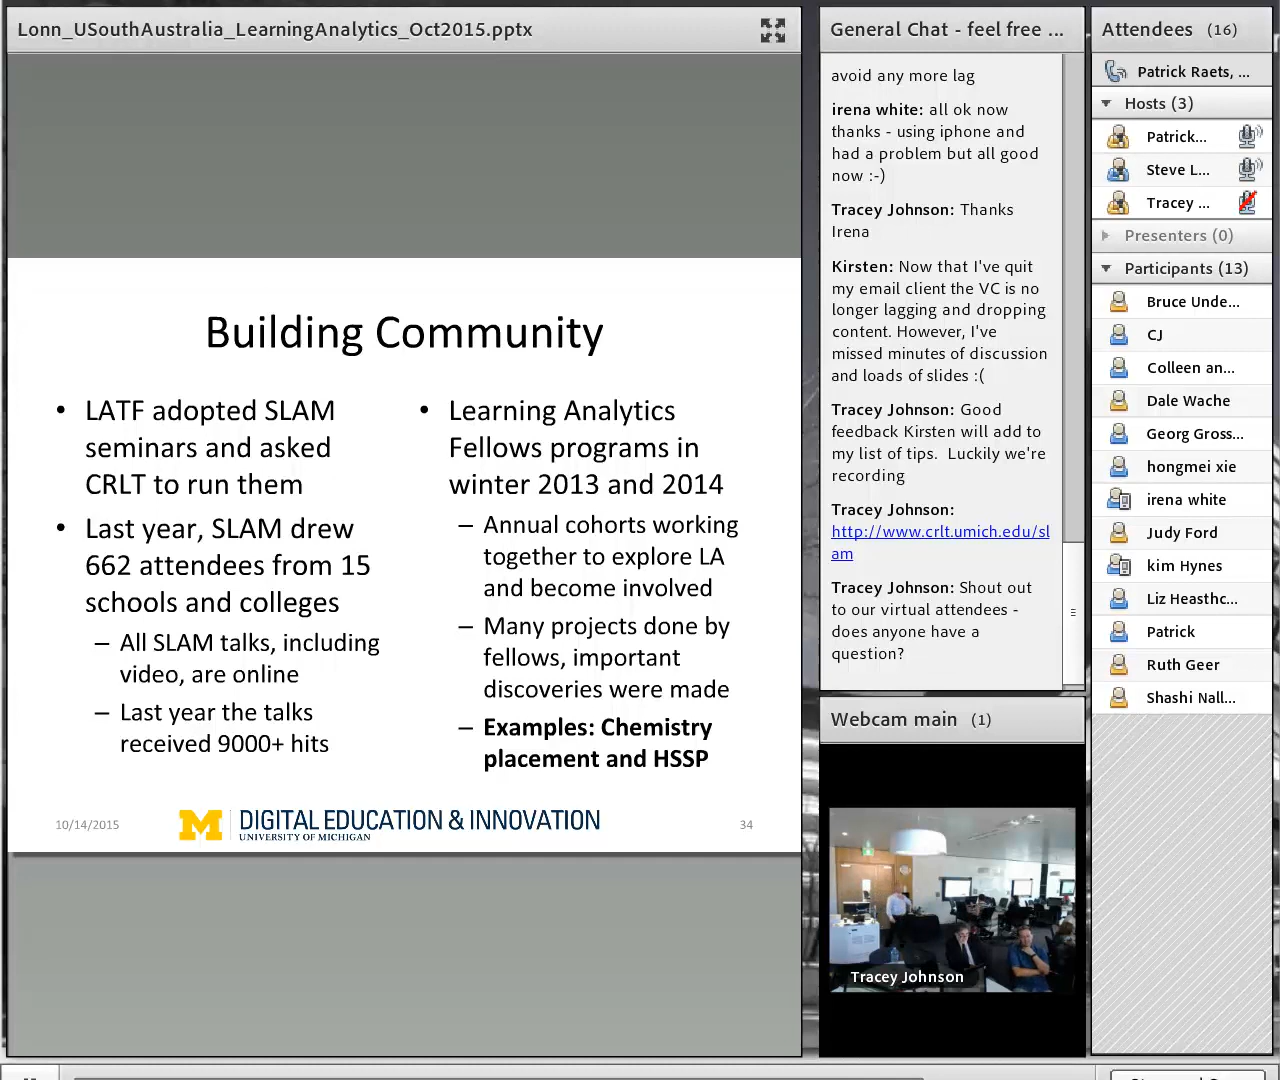 Lonn_USouthAustralia_LearningAnalytics_Oct2015.pptx
Building Community
• LATF adopted SLAM
seminars and asked
CRLT to run them
• Last year, SLAM drew
662 attendees from 15
schools and colleges
– All SLAM talks, including
video, are online
– Last year the talks
received 9000+ hits
• Learning Analytics
Fellows programs in
winter 2013 and 2014
– Annual cohorts working
together to explore LA
and become involved
– Many projects done by
fellows, important
discoveries were made
– Examples: Chemistry
placement and HSSP
10/14/2015
M DIGITAL EDUCATION & INNOVATION
UNIVERSITY OF MICHIGAN
34
General Chat - feel free ...
avoid any more lag
irena white: all ok now
thanks - using iphone and
had a problem but all good
now :-)
Tracey Johnson: Thanks
Irena
Kirsten: Now that I've quit
my email client the VC is no
longer lagging and dropping
content. However, I've
missed minutes of discussion
and loads of slides :(
Tracey Johnson: Good
feedback Kirsten will add to
my list of tips.  Luckily we're
recording
Tracey Johnson:
http://www.crlt.umich.edu/sl
am
Tracey Johnson: Shout out
to our virtual attendees -
does anyone have a
question?
Webcam main (1)
Tracey Johnson
Attendees (16)
Patrick Raets, ...
Hosts (3)
Patrick...
Steve L...
Tracey ...
Presenters (0)
Participants (13)
Bruce Unde...
CJ
Colleen an...
Dale Wache
Georg Gross...
hongmei xie
irena white
Judy Ford
kim Hynes
Liz Heasthc...
Patrick
Ruth Geer
Shashi Nall...